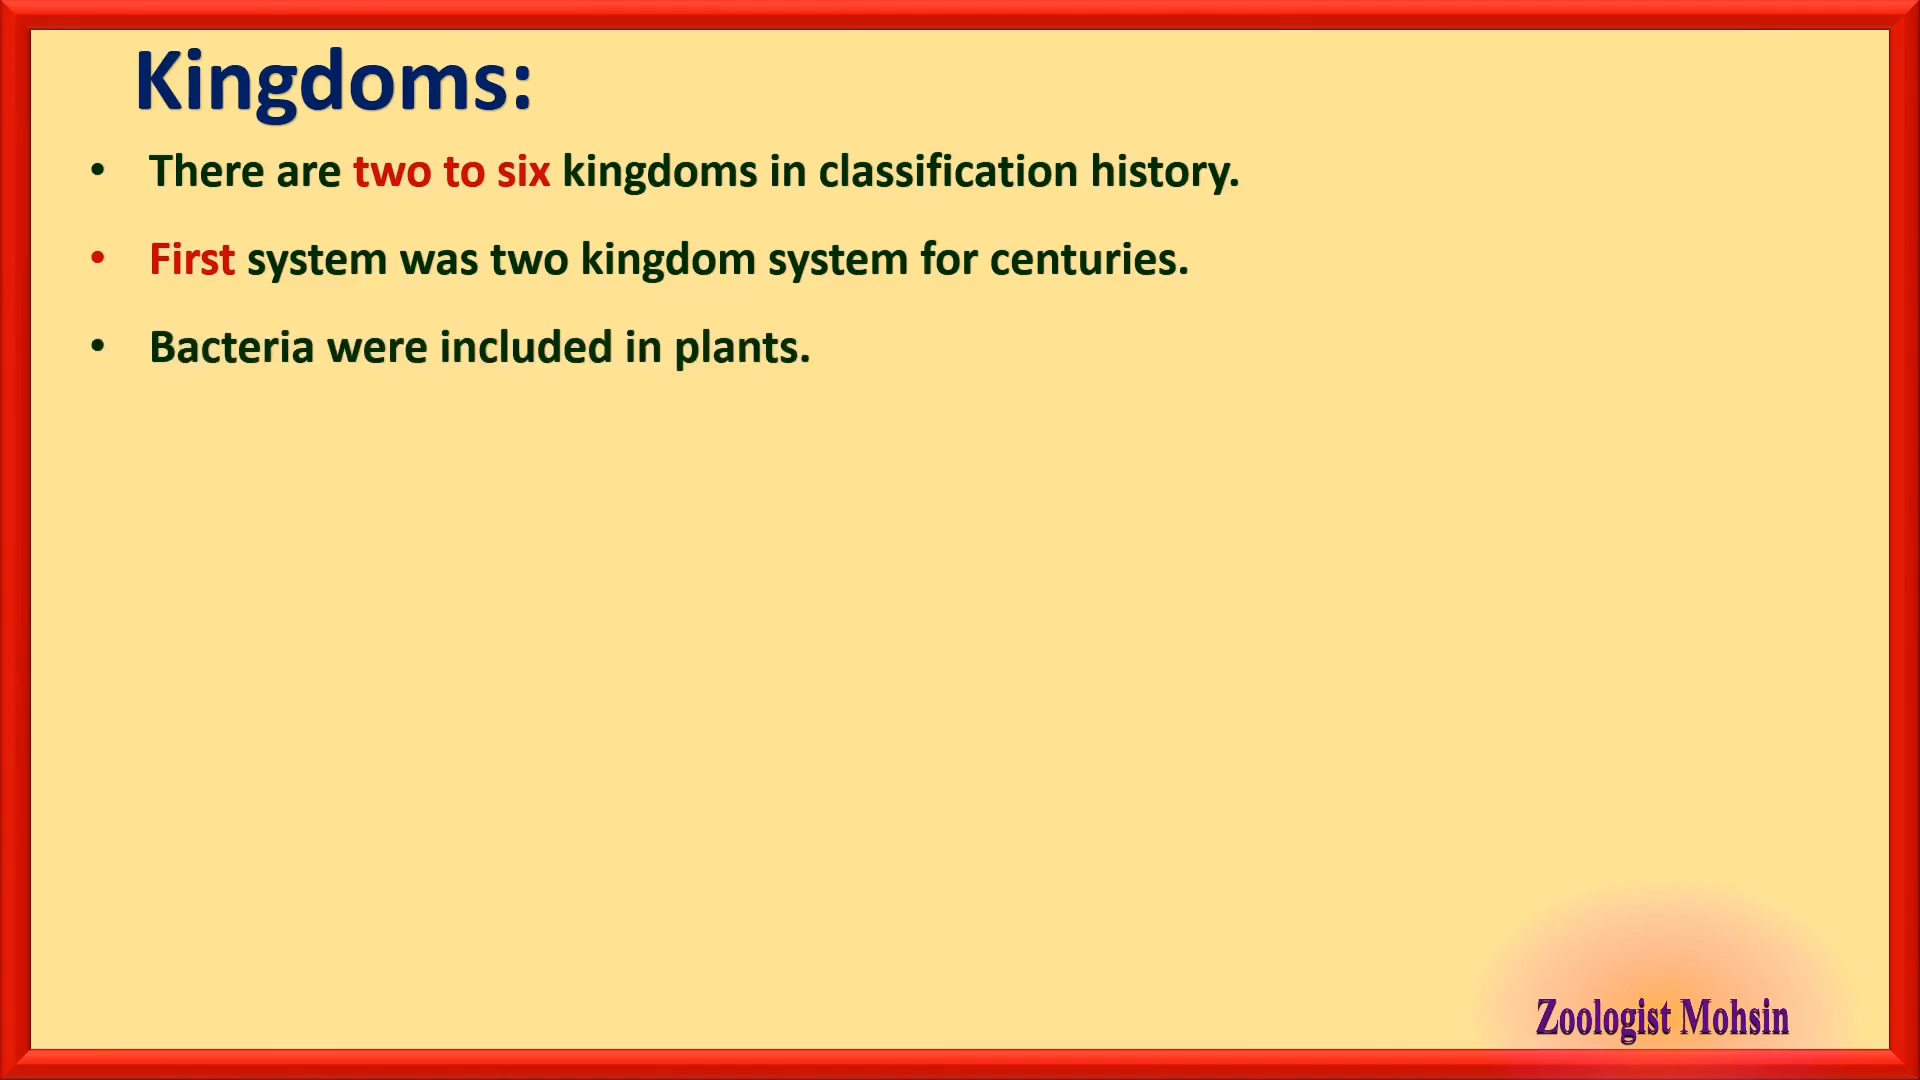 Kingdoms:
• There are two to six kingdoms in classification history.
• First system was two kingdom system for centuries.
• Bacteria were included in plants.
Zoologist Mohsin